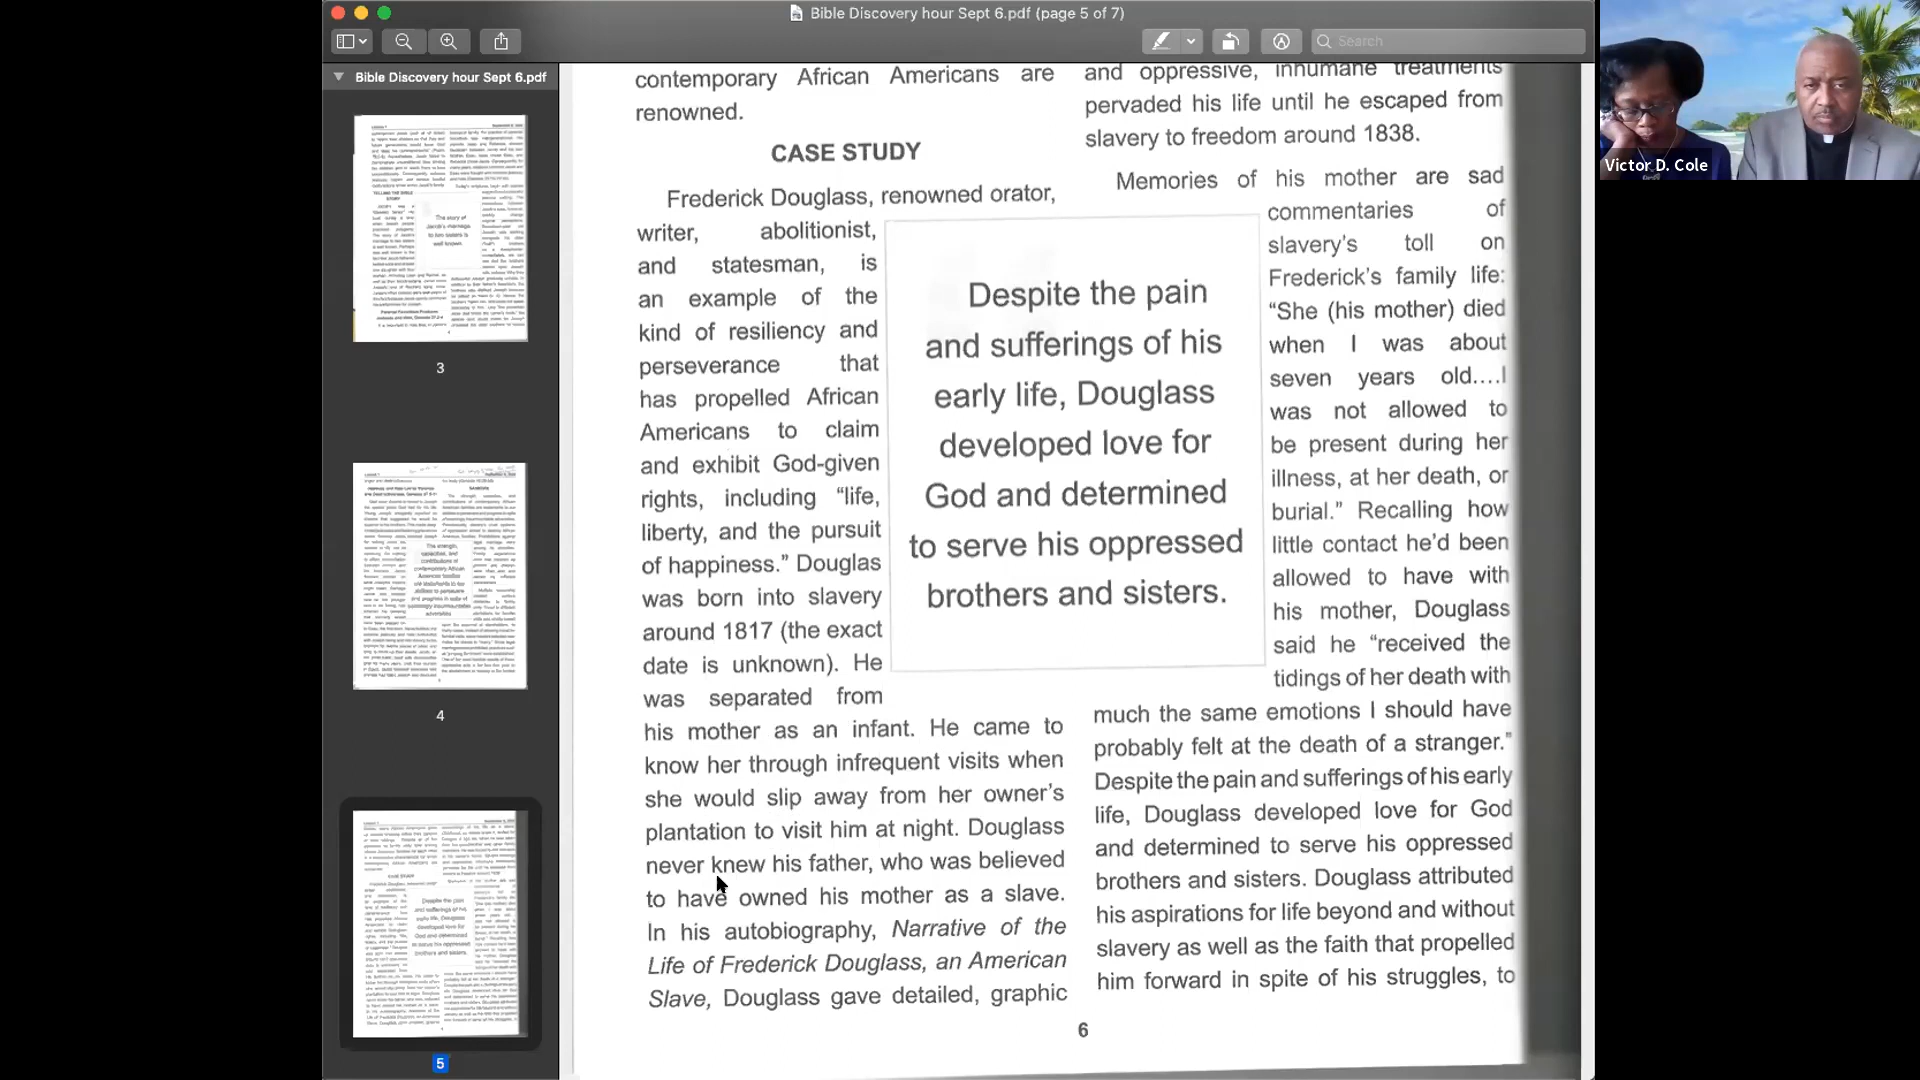 Bible Discovery hour Sept 6.pdf (page 5 of 7)
Search
Bible Discovery hour Sept 6.pdf
3
4
5
contemporary African Americans are
renowned.
CASE STUDY
Frederick Douglass, renowned orator,
writer, abolitionist,
and statesman, is
an example of the
kind of resiliency and
perseverance that
has propelled African
Americans to claim
and exhibit God-given
rights, including “life,
liberty, and the pursuit
of happiness.” Douglas
was born into slavery
around 1817 (the exact
date is unknown). He
was separated from
his mother as an infant. He came to
know her through infrequent visits when
she would slip away from her owner’s
plantation to visit him at night. Douglass
never knew his father, who was believed
to have owned his mother as a slave.
In his autobiography, Narrative of the
Life of Frederick Douglass, an American
Slave, Douglass gave detailed, graphic
Despite the pain
and sufferings of his
early life, Douglass
developed love for
God and determined
to serve his oppressed
brothers and sisters.
and oppressive, inhumane treatments
pervaded his life until he escaped from
slavery to freedom around 1838.
Memories of his mother are sad
commentaries of
slavery’s toll on
Frederick’s family life:
“She (his mother) died
when I was about
seven years old....I
was not allowed to
be present during her
illness, at her death, or
burial.” Recalling how
little contact he’d been
allowed to have with
his mother, Douglass
said he “received the
tidings of her death with
much the same emotions I should have
probably felt at the death of a stranger.”
Despite the pain and sufferings of his early
life, Douglass developed love for God
and determined to serve his oppressed
brothers and sisters. Douglass attributed
his aspirations for life beyond and without
slavery as well as the faith that propelled
him forward in spite of his struggles, to
6
Victor D. Cole